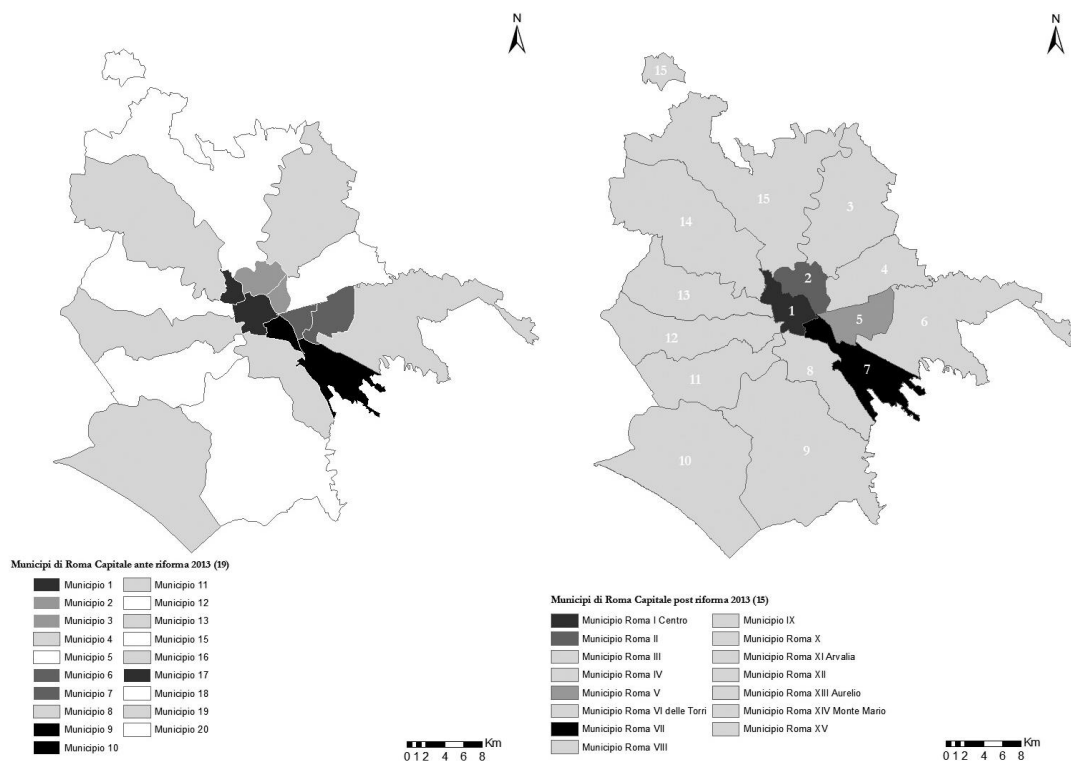 N
Municipi di Roma Capitale ante riforma 2013 (19)
Municipio 1
Municipio 2
Municipio 3
Municipio 4
Municipio 5
Municipio 6
Municipio 7
Municipio 8
Municipio 9
Municipio 10
Municipio 11
Municipio 12
Municipio 13
Municipio 15
Municipio 16
Municipio 17
Municipio 18
Municipio 19
Municipio 20
Km
0 1 2 4 6 8
N
15
15
3
14
4
2
13
1
5
6
12
7
8
11
9
10
Municipi di Roma Capitale post riforma 2013 (15)
Municipio Roma I Centro
Municipio Roma II
Municipio Roma III
Municipio Roma IV
Municipio Roma V
Municipio Roma VI delle Torri
Municipio Roma VII
Municipio Roma VIII
Municipio IX
Municipio Roma X
Municipio Roma XI Arvalia
Municipio Roma XII
Municipio Roma XIII Aurelio
Municipio Roma XIV Monte Mario
Municipio Roma XV
Km
0 1 2 4 6 8